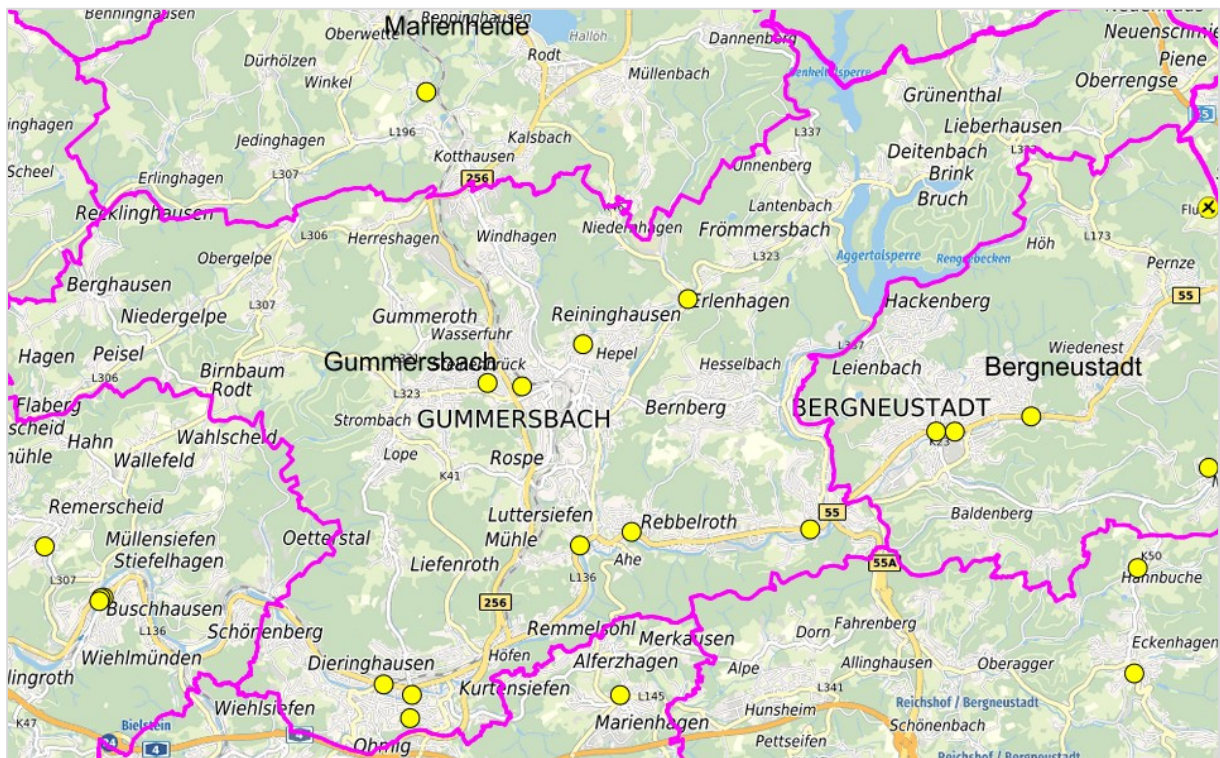 Benninghausen
Marienheide
Oberwette
Halloh
Dannenberg
Neuenschmie
Piene
Dürhölzen
Rodt
Winkel
Müllenbach
Oberrengse
Grünenthal
inghagen
L196
Kalsbach
L337
Lieberhausen
Jedinghagen
Kotthausen
Deitenbach
Scheel
L307
Erlinghagen
256
Brink
Bruch
Lantenbach
Recklinghausen
Niedernhagen
Frömmersbach
Flu
L306
Herreshagen
Windhagen
L173
Höh
Obergelpe
L323
Aggertalsperre
Pernze
Berghausen
L307
55
Erlenhagen
Hackenberg
Niedergelpe
Gummeroth
Reininghausen
Wasserfuhr
L337
Wiedenest
Hagen
Peisel
Hepel
Gummersbach
Hesselbach
Leienbach
Bergneustadt
Birnbaum
Rodt
L306
L323
Flaberg
Bernberg
BERGNEUSTADT
GUMMERSBACH
Strombach
scheid
Hahn
Wahlscheid
K23
Wallefeld
Lope
Rospe
K41
Remerscheid
Luttersiefen
Mühle
Rebbelroth
55
Baldenberg
Müllensiefen
Stiefelhagen
Oetterstal
Ahe
K50
L307
Liefenroth
L136
55A
Hahnbuche
256
Buschhausen
L136
Schönenberg
Remmelsohl
Merkausen
Dorn
Fahrenberg
Eckenhagen
Wiehlmünden
Dieringhausen
Höfen
Alferzhagen
Alpe
Allinghausen
Oberagger
lingroth
Kurtensiefen
L341
L145
Wiehlsiefen
Hunsheim
Reichshof / Bergneustadt
K47
Bielstein
Marienhagen
Schönenbach
4
Ohmig
Pettseifen
Reichshof / Bergneustadt